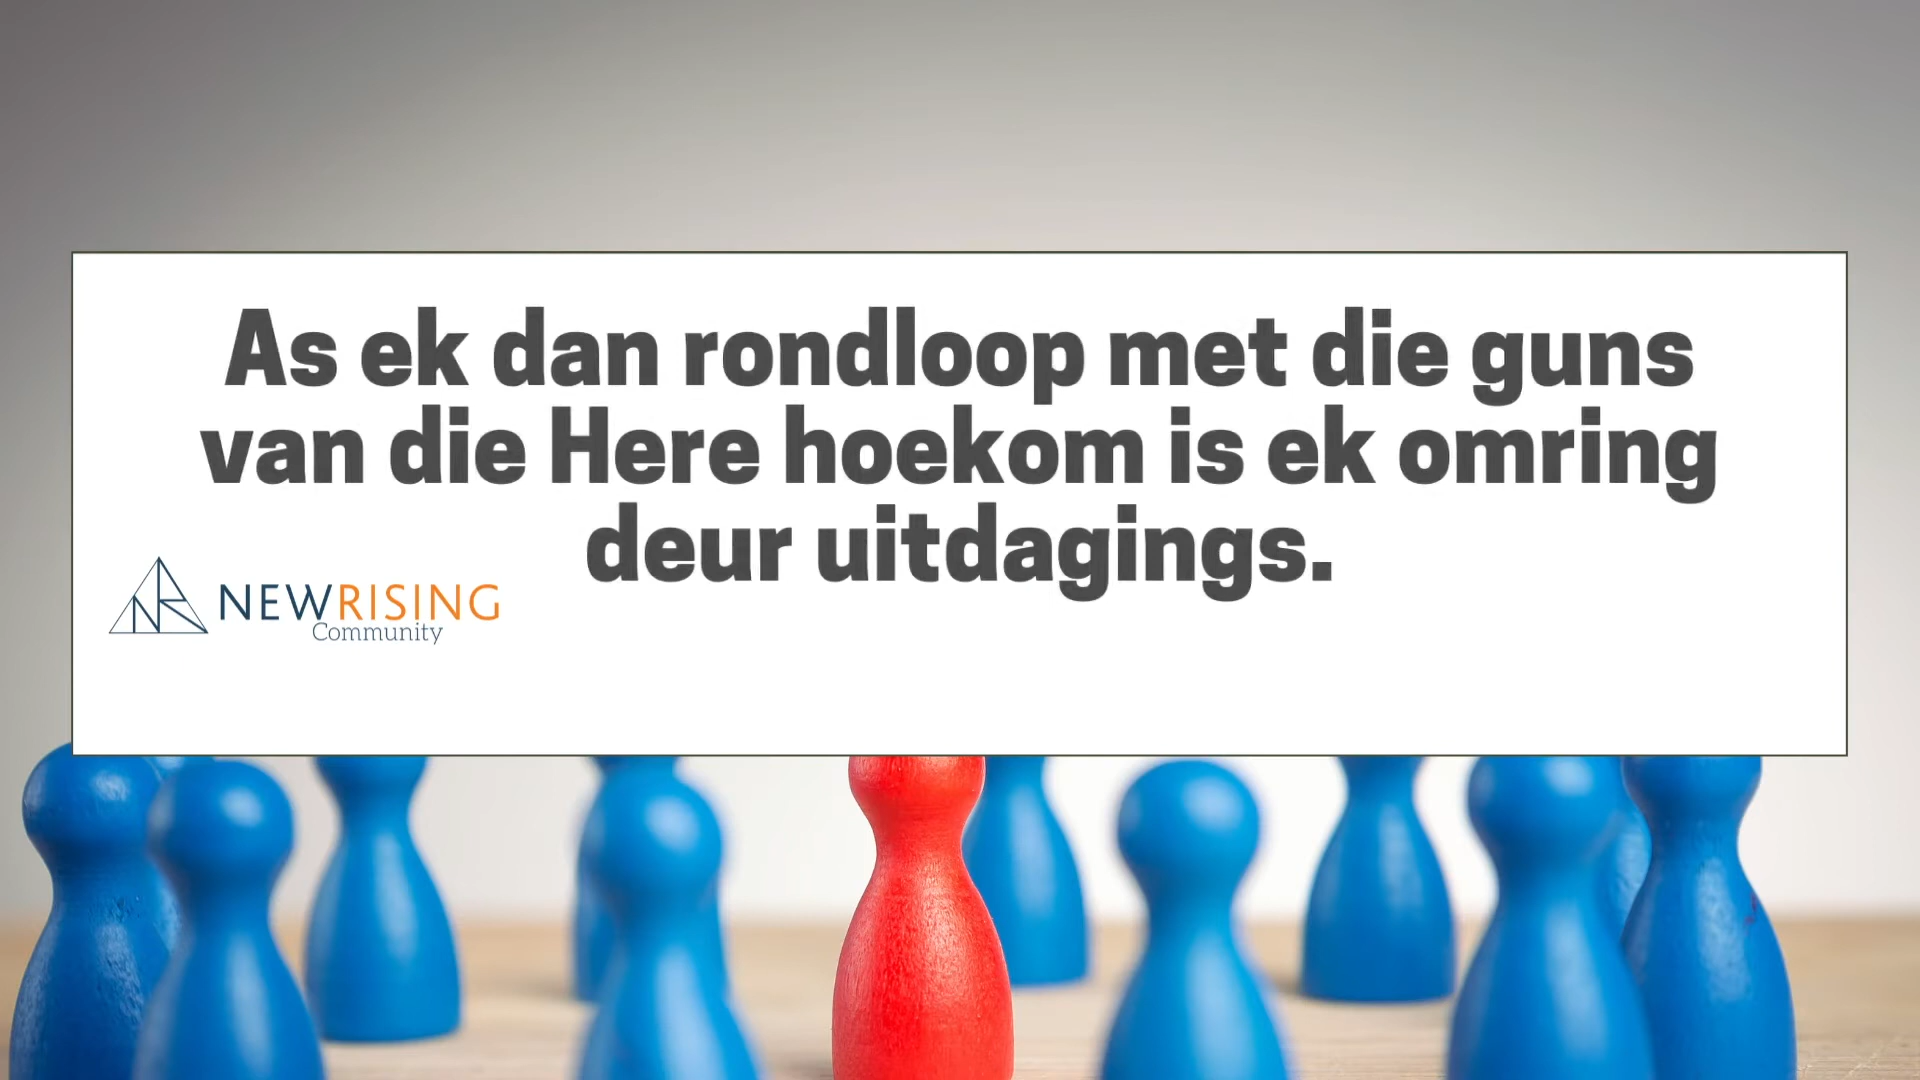 As ek dan rondloop met die guns
van die Here hoekom is ek omring
deur uitdagings.
NEWRISING
Community